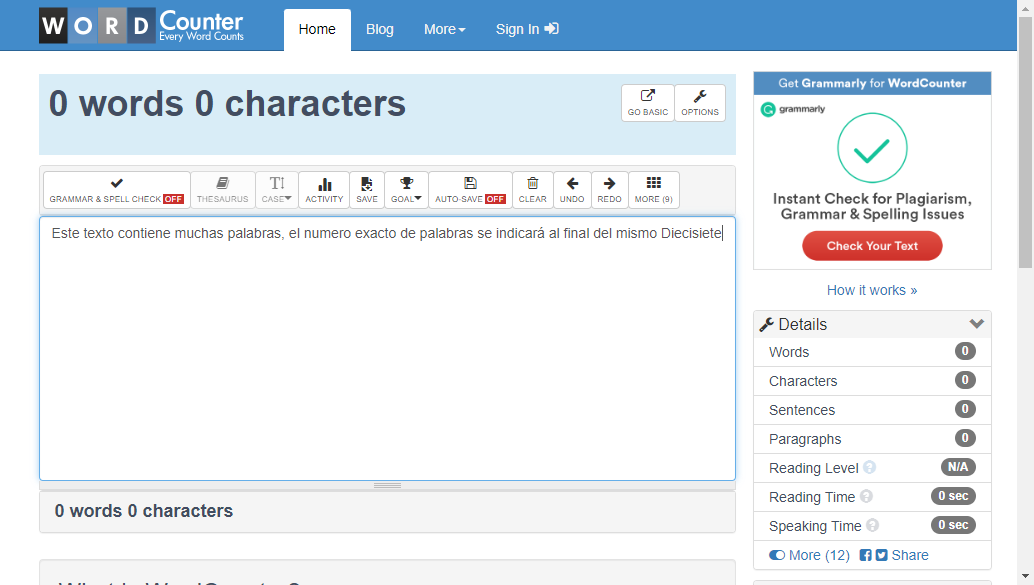 WORD Counter
Every Word Counts
Home Blog More Sign In
0 words 0 characters
GO BASIC OPTIONS
GRAMMAR & SPELL CHECK OFF THESAURUS CASE ACTIVITY SAVE GOAL AUTO-SAVE OFF CLEAR UNDO REDO MORE (9)
Este texto contiene muchas palabras, el numero exacto de palabras se indicará al final del mismo Diecisiete
0 words 0 characters
Get Grammarly for WordCounter
grammarly
Instant Check for Plagiarism,
Grammar & Spelling Issues
Check Your Text
How it works »
Details
Words 0
Characters 0
Sentences 0
Paragraphs 0
Reading Level ? N/A
Reading Time ? 0 sec
Speaking Time ? 0 sec
More (12) Share